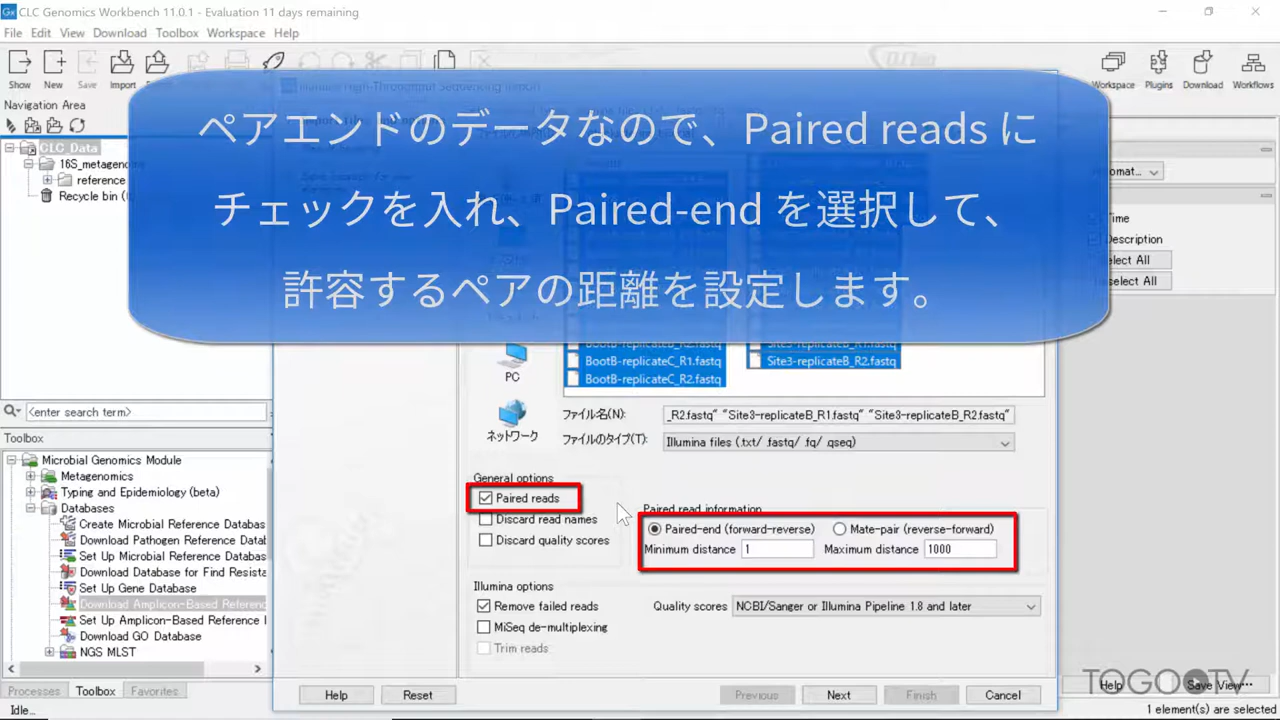 CLC Genomics Workbench 11.0.1 - Evaluation 11 days remaining
File Edit View Download Toolbox Workspace Help
Show New Save Import
Workspace Plugins Download Workflows
Navigation Area
CLC_Data
16S_metagenom
reference
Recycle bin (
ペアエンドのデータなので、Paired reads に
チェックを入れ、Paired-end を選択して、
許容するペアの距離を設定します。
Description
BootB-replicateB_R2.fastq
BootB-replicateC_R1.fastq
BootB-replicateC_R2.fastq
Site3-replicateB_R1.fastq
Site3-replicateB_R2.fastq
PC
ネットワーク
ファイル名(N): _R2.fastq" "Site3-replicateB_R1.fastq" "Site3-replicateB_R2.fastq"
ファイルのタイプ(T): Illumina files (.txt/ .fastq/ .fq/ .qseq)
<enter search term>
Toolbox
Microbial Genomics Module
Metagenomics
Typing and Epidemiology (beta)
Databases
Create Microbial Reference Databas
Download Pathogen Reference Datab
Set Up Microbial Reference Databas
Download Database for Find Resista
Set Up Gene Database
Download Amplicon-Based Referenc
Set Up Amplicon-Based Reference I
Download GO Database
NGS MLST
Processes Toolbox Favorites
Idle...
General options
Paired reads
Discard read names
Discard quality scores
Paired read information
Paired-end (forward-reverse) Mate-pair (reverse-forward)
Minimum distance 1 Maximum distance 1000
Illumina options
Remove failed reads
MiSeq de-multiplexing
Trim reads
Quality scores NCBI/Sanger or Illumina Pipeline 1.8 and later
Help Reset Previous Next Finish Cancel
Help Save View...
TOGOTV
1 element(s) are selected